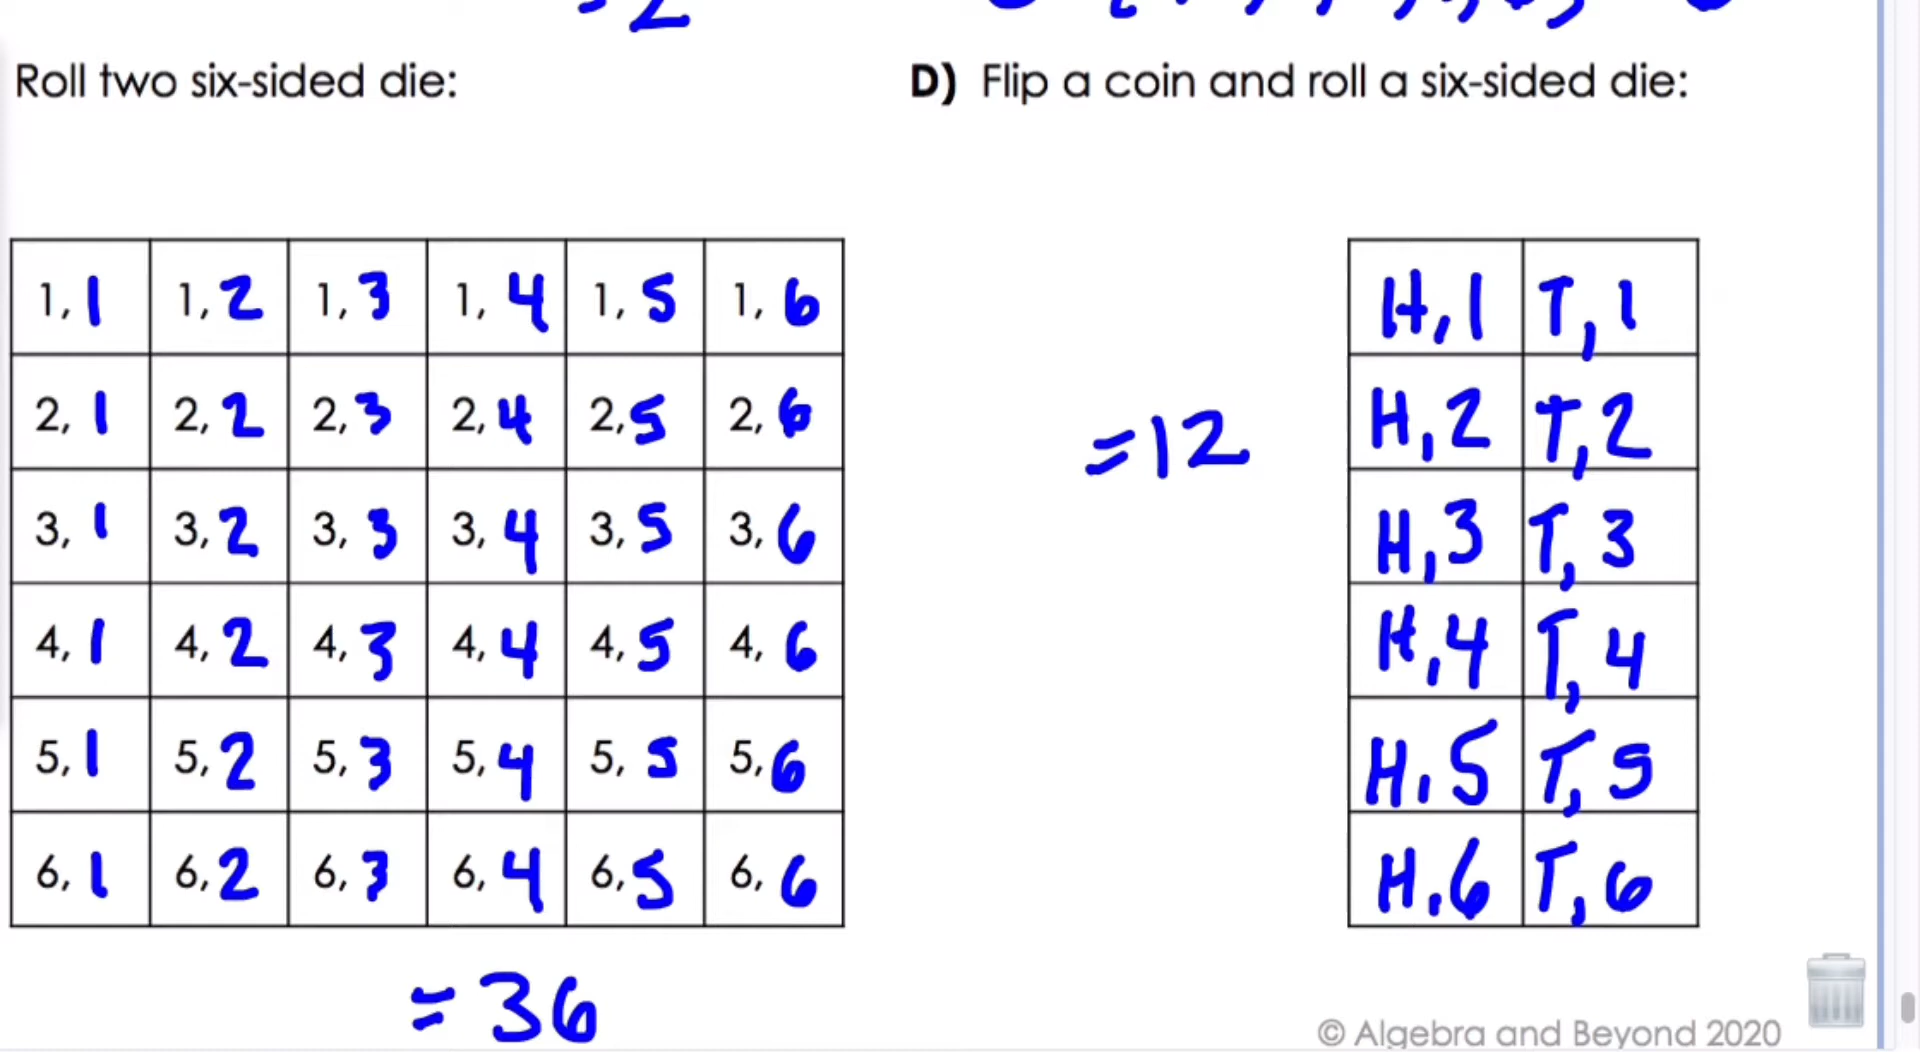 =2
Roll two six-sided die:
1, 1 1, 2 1, 3 1, 4 1, 5 1, 6
2, 1 2, 2 2, 3 2, 4 2, 5 2, 6
3, 1 3, 2 3, 3 3, 4 3, 5 3, 6
4, 1 4, 2 4, 3 4, 4 4, 5 4, 6
5, 1 5, 2 5, 3 5, 4 5, 5 5, 6
6, 1 6, 2 6, 3 6, 4 6, 5 6, 6
= 36
D) Flip a coin and roll a six-sided die:
=12
H,1 T,1
H,2 T,2
H,3 T,3
H,4 T,4
H,5 T,5
H,6 T,6
© Algebra and Beyond 2020